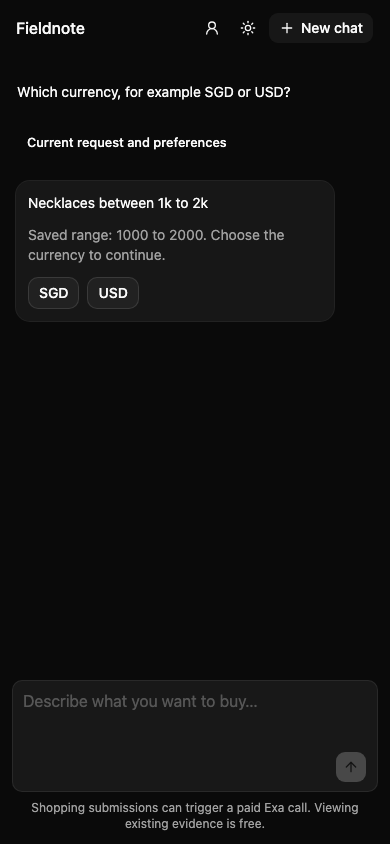 Fieldnote
New chat
Which currency, for example SGD or USD?
Current request and preferences
Necklaces between 1k to 2k
Saved range: 1000 to 2000. Choose the
currency to continue.
SGD USD
Describe what you want to buy...
Shopping submissions can trigger a paid Exa call. Viewing
existing evidence is free.